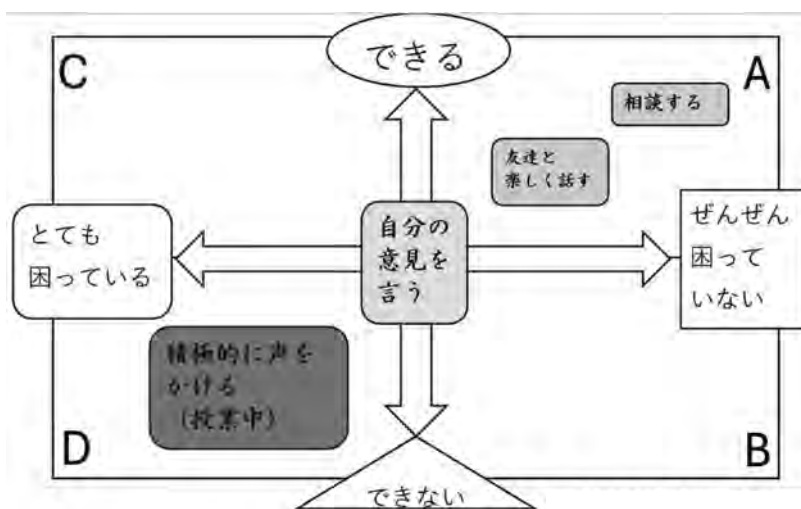 できる
C
A
相談する
友達と
楽しく話す
とても
困っている
自分の
意見を
言う
ぜんぜん
困って
いない
積極的に声を
かける
（授業中）
D
B
できない